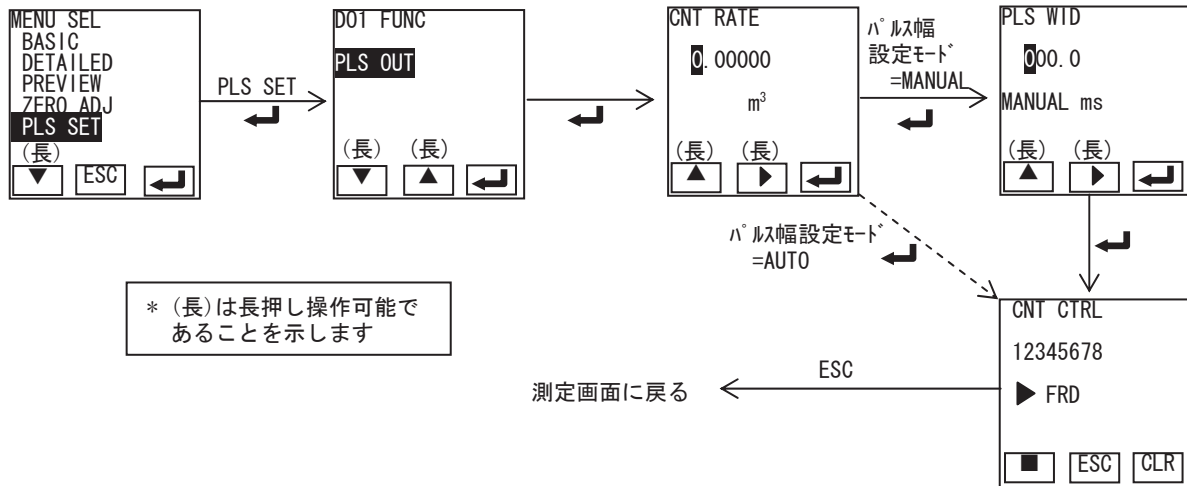 MENU SEL
BASIC
DETAILED
PREVIEW
ZERO ADJ
PLS SET
(長)
▼ ESC ↵
PLS SET
↵
DO1 FUNC
PLS OUT
(長) (長)
▼ ▲ ↵
↵
CNT RATE
0.00000
m³
(長) (長)
▲ ▶ ↵
パルス幅
設定モード
=MANUAL
↵
PLS WID
000.0
MANUAL ms
(長) (長)
▲ ▶ ↵
↵
パルス幅設定モード
=AUTO
↵
* (長)は長押し操作可能で
あることを示します
CNT CTRL
12345678
▶ FRD
■ ESC CLR
ESC
測定画面に戻る